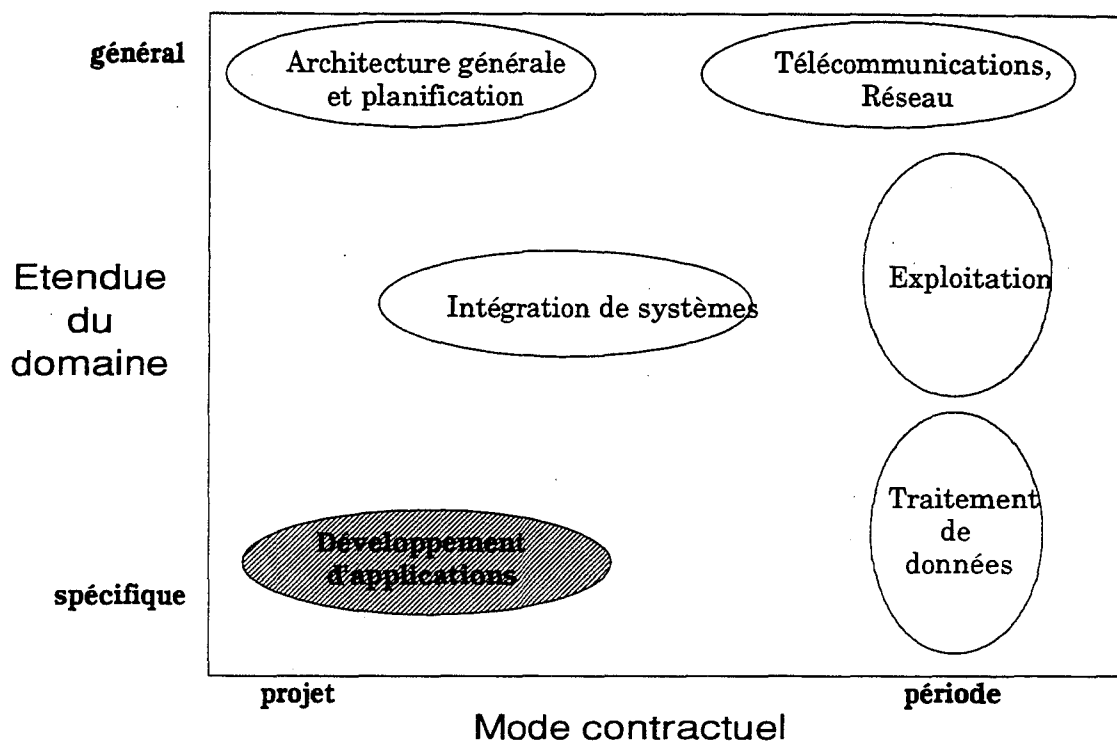 général
Architecture générale
et planification
Télécommunications,
Réseau
Etendue
du
domaine
Intégration de systèmes
Exploitation
Développement
d'applications
Traitement
de
données
spécifique
projet
période
Mode contractuel